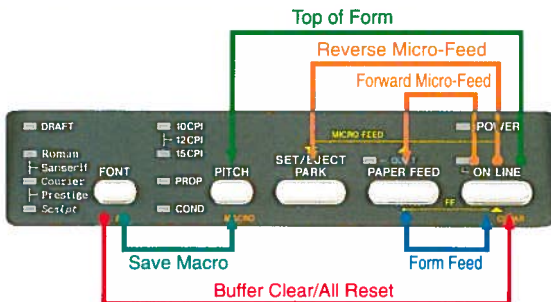 Top of Form
Reverse Micro-Feed
Forward Micro-Feed
DRAFT
10CPI
12CPI
15CPI
MICRO FEED
POWER
Roman
Sanserif
Courier
Prestige
Script
FONT
PROP
COND
PITCH
SET/EJECT
PARK
PAPER FEED
ON LINE
MACRO
FF
Save Macro
Form Feed
Buffer Clear/All Reset